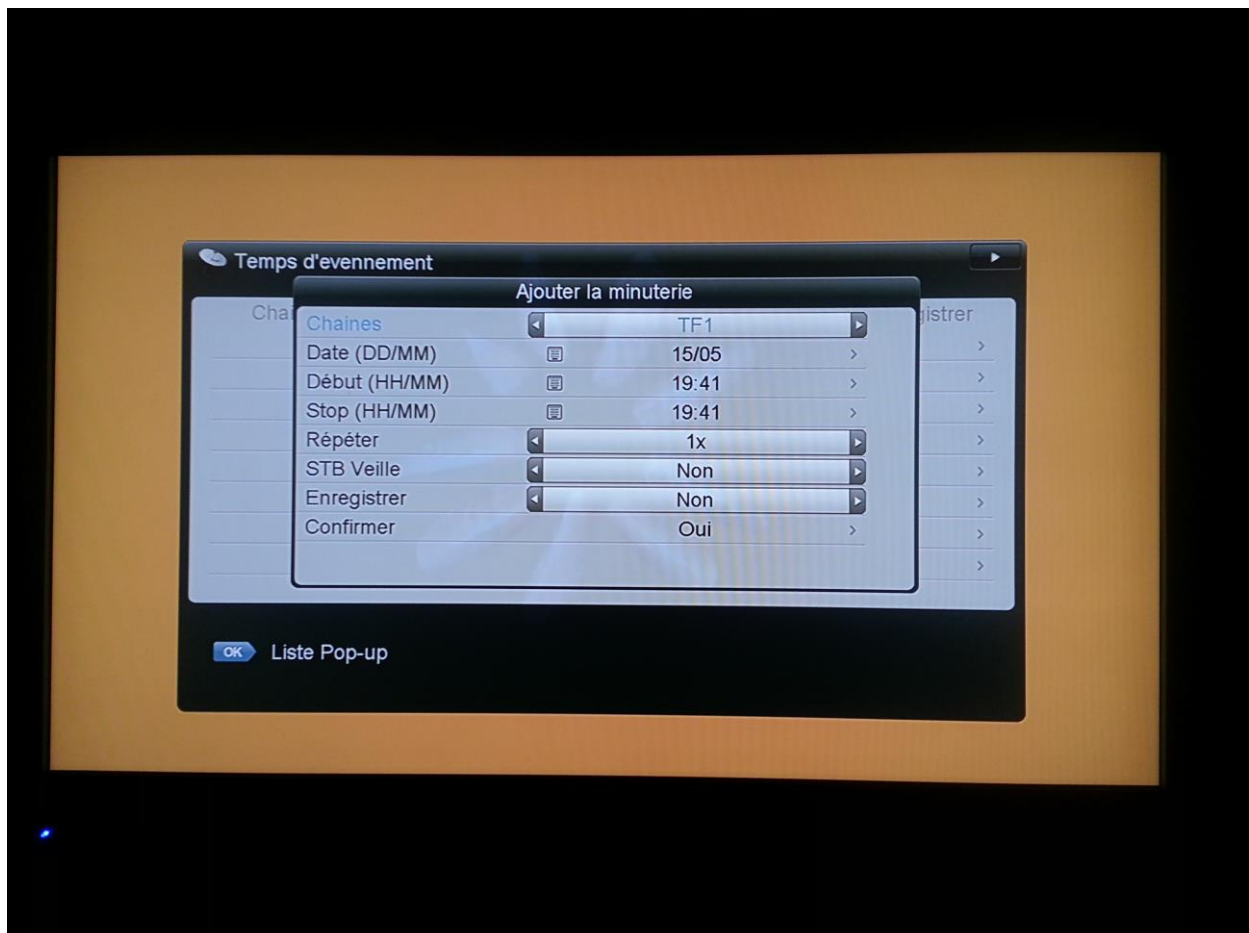 Temps d'evennement
Ajouter la minuterie
Chaines TF1
Date (DD/MM) 15/05
Début (HH/MM) 19:41
Stop (HH/MM) 19:41
Répéter 1x
STB Veille Non
Enregistrer Non
Confirmer Oui
OK Liste Pop-up